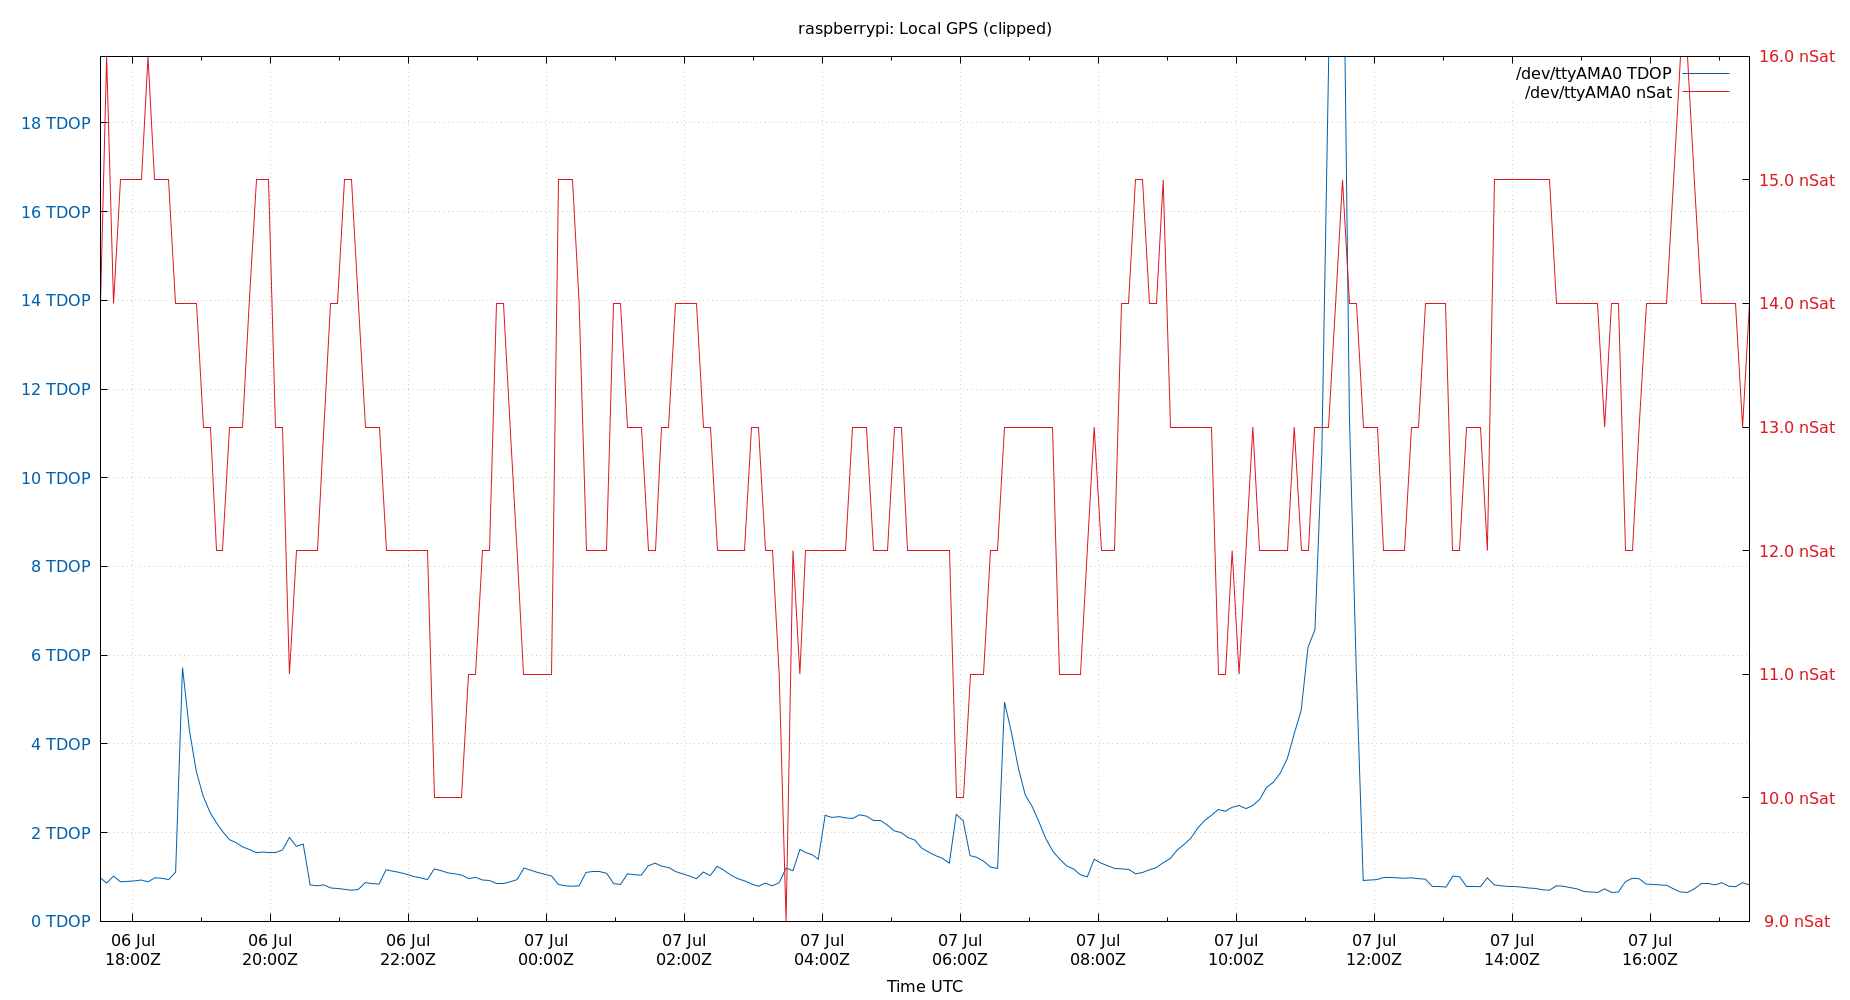 raspberrypi: Local GPS (clipped)
/dev/ttyAMA0 TDOP
/dev/ttyAMA0 nSat
18 TDOP
16 TDOP
14 TDOP
12 TDOP
10 TDOP
8 TDOP
6 TDOP
4 TDOP
2 TDOP
0 TDOP
16.0 nSat
15.0 nSat
14.0 nSat
13.0 nSat
12.0 nSat
11.0 nSat
10.0 nSat
9.0 nSat
06 Jul
18:00Z
06 Jul
20:00Z
06 Jul
22:00Z
07 Jul
00:00Z
07 Jul
02:00Z
07 Jul
04:00Z
07 Jul
06:00Z
07 Jul
08:00Z
07 Jul
10:00Z
07 Jul
12:00Z
07 Jul
14:00Z
07 Jul
16:00Z
Time UTC